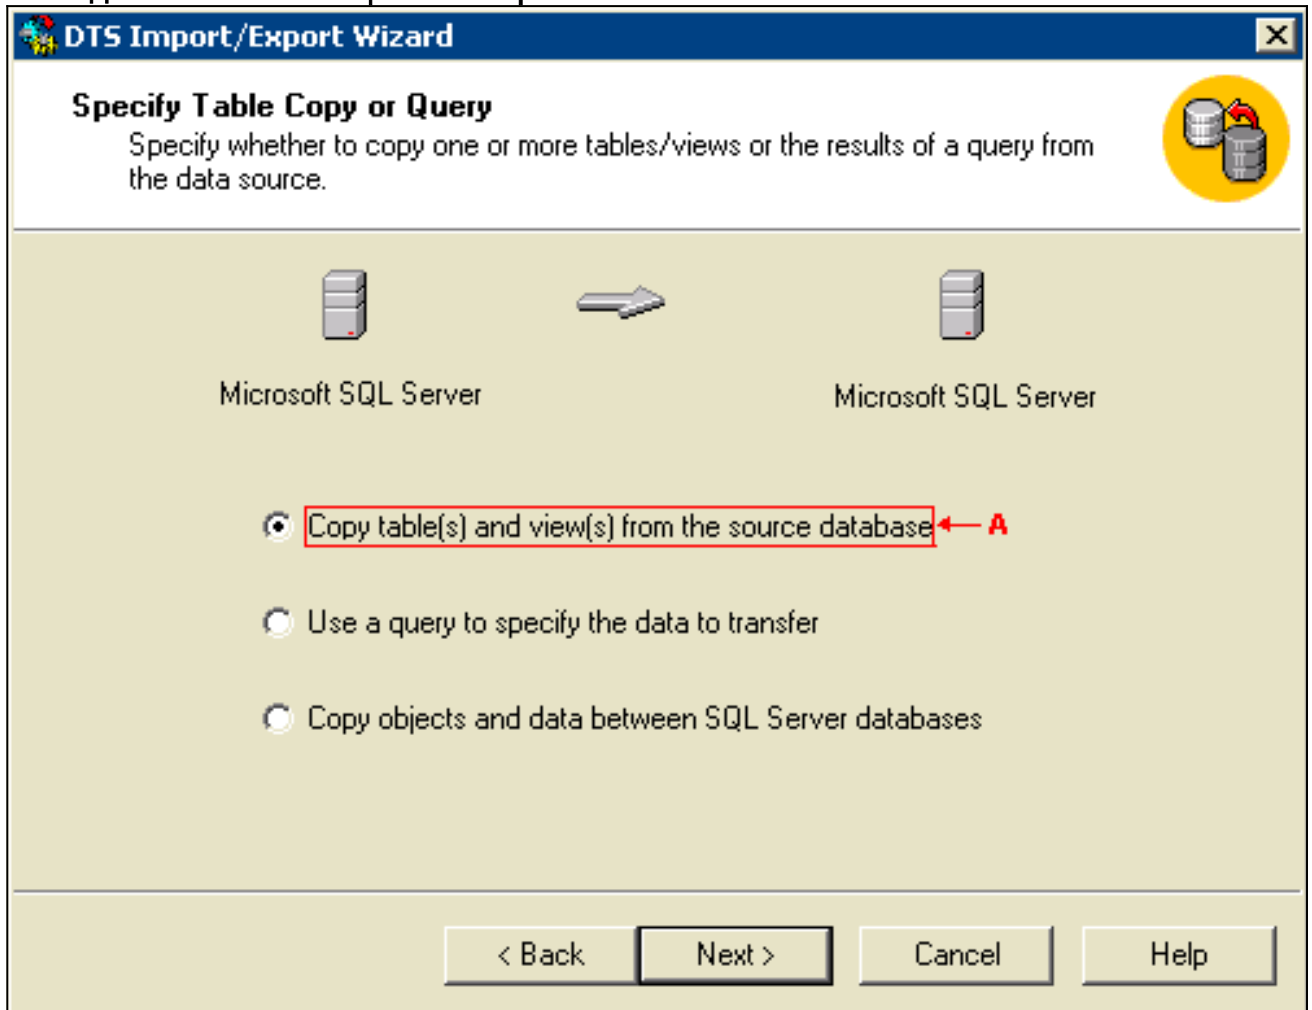 DTS Import/Export Wizard
Specify Table Copy or Query
Specify whether to copy one or more tables/views or the results of a query from
the data source.
Microsoft SQL Server
Microsoft SQL Server
Copy table(s) and view(s) from the source database
A
Use a query to specify the data to transfer
Copy objects and data between SQL Server databases
< Back
Next >
Cancel
Help